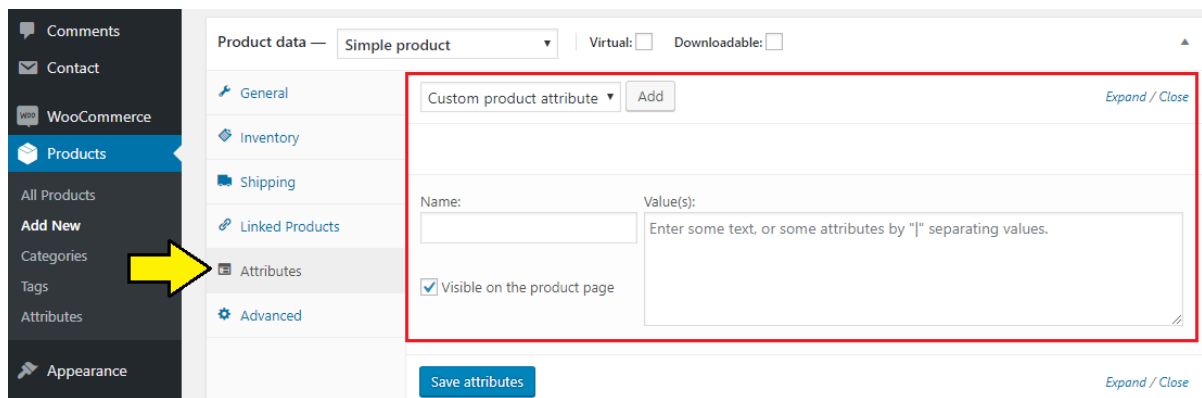 Comments
Contact
WOO WooCommerce
Products
All Products
Add New
Categories
Tags
Attributes
Appearance
Product data — Simple product Virtual: Downloadable:
General
Inventory
Shipping
Linked Products
Attributes
Advanced
Custom product attribute Add Expand / Close
Name: Value(s):
Enter some text, or some attributes by "|" separating values.
Visible on the product page
Save attributes Expand / Close